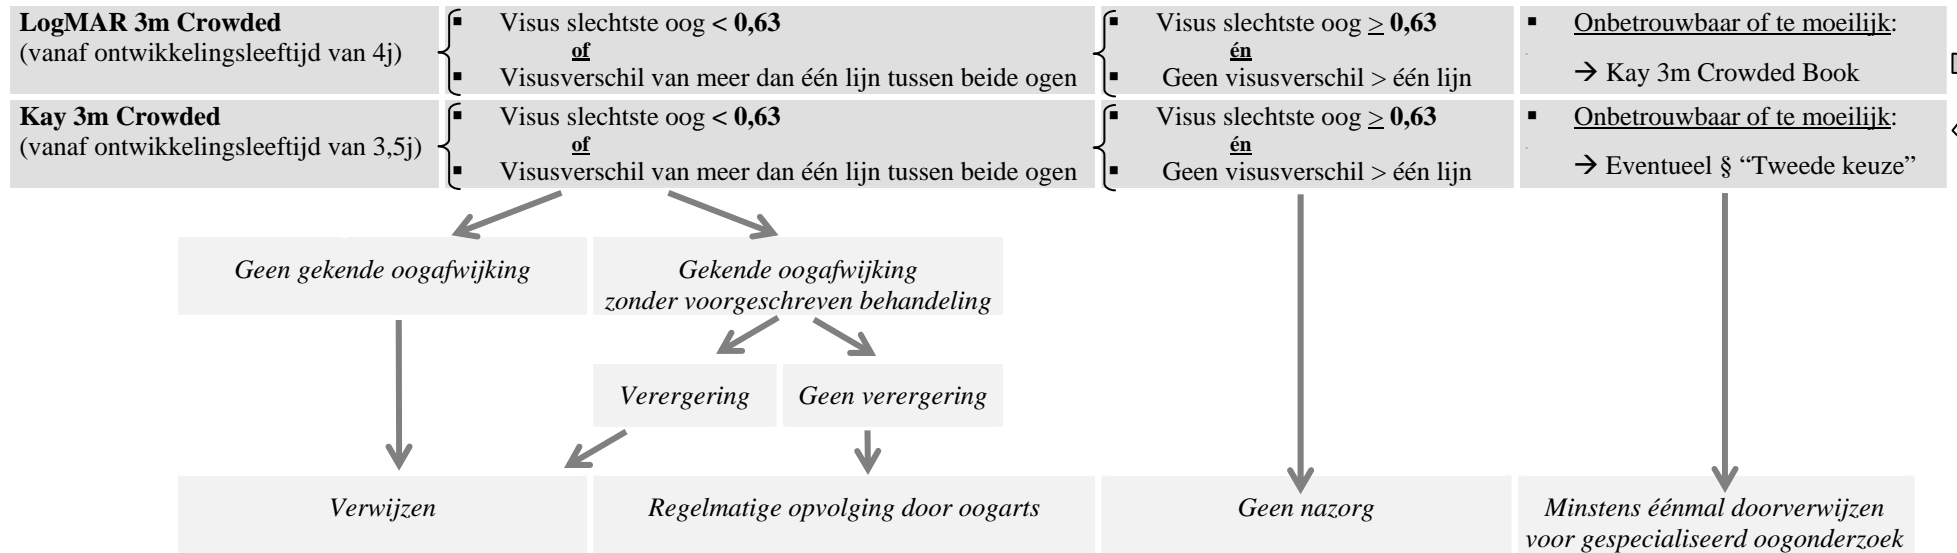 LogMAR 3m Crowded
(vanaf ontwikkelingsleeftijd van 4j)
▪ Visus slechtste oog < 0,63
of
▪ Visusverschil van meer dan één lijn tussen beide ogen
▪ Visus slechtste oog ≥ 0,63
én
▪ Geen visusverschil > één lijn
▪ Onbetrouwbaar of te moeilijk:
→ Kay 3m Crowded Book
Kay 3m Crowded
(vanaf ontwikkelingsleeftijd van 3,5j)
▪ Visus slechtste oog < 0,63
of
▪ Visusverschil van meer dan één lijn tussen beide ogen
▪ Visus slechtste oog ≥ 0,63
én
▪ Geen visusverschil > één lijn
▪ Onbetrouwbaar of te moeilijk:
→ Eventueel § “Tweede keuze”
Geen gekende oogafwijking
Gekende oogafwijking
zonder voorgeschreven behandeling
Verergering
Geen verergering
Verwijzen
Regelmatige opvolging door oogarts
Geen nazorg
Minstens éénmal doorverwijzen
voor gespecialiseerd oogonderzoek